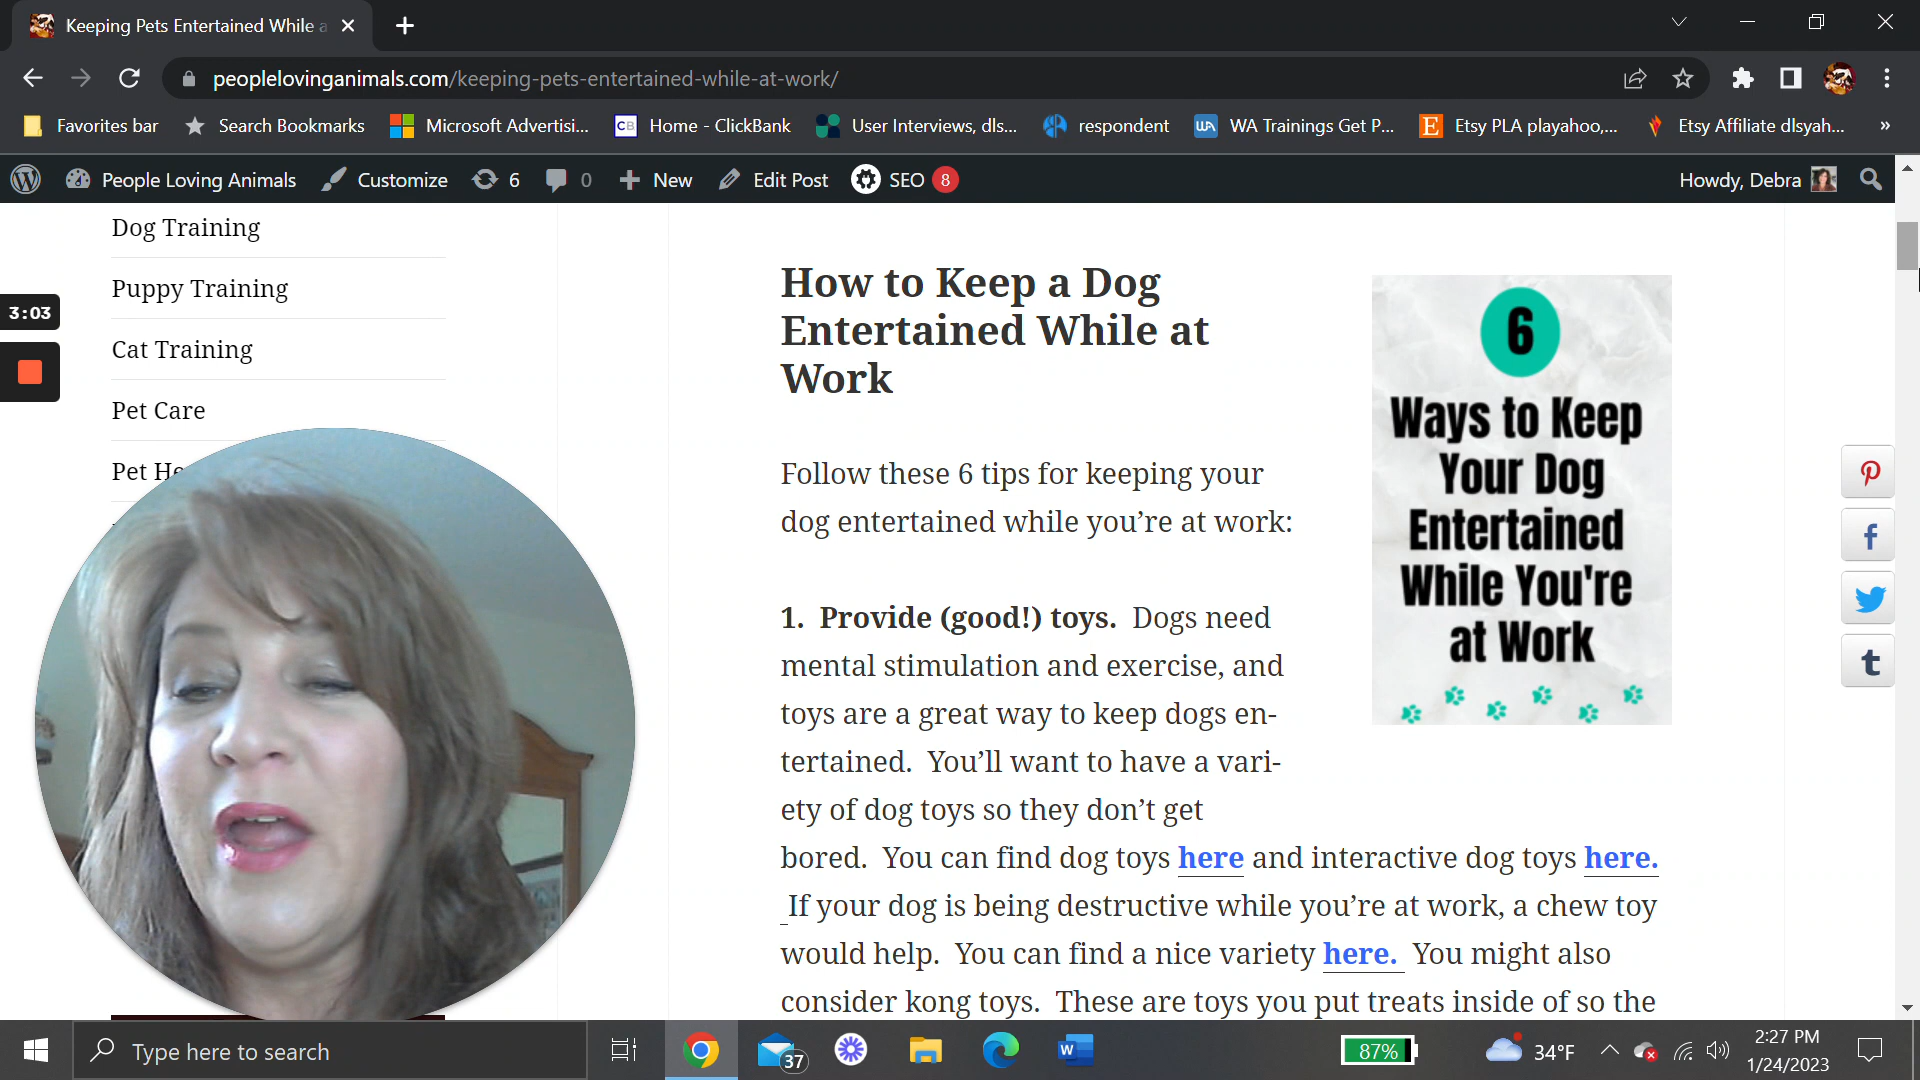 Keeping Pets Entertained While a
peoplelovinganimals.com/keeping-pets-entertained-while-at-work/
Favorites bar
Search Bookmarks
Microsoft Advertisi...
CB
Home - ClickBank
User Interviews, dls...
respondent
WA
WA Trainings Get P...
E
Etsy PLA playahoo,...
Etsy Affiliate dlsyah...
»
People Loving Animals
Customize
6
0
New
Edit Post
SEO
8
Howdy, Debra
Dog Training
Puppy Training
3:03
Cat Training
Pet Care
Pet He
How to Keep a Dog
Entertained While at
Work
Follow these 6 tips for keeping your
dog entertained while you’re at work:
1. Provide (good!) toys. Dogs need
mental stimulation and exercise, and
toys are a great way to keep dogs en-
tertained. You’ll want to have a vari-
ety of dog toys so they don’t get
bored. You can find dog toys here and interactive dog toys here.
If your dog is being destructive while you’re at work, a chew toy
would help. You can find a nice variety here. You might also
consider kong toys. These are toys you put treats inside of so the
6
Ways to Keep
Your Dog
Entertained
While You're
at Work
Type here to search
37
W
87%
34°F
2:27 PM
1/24/2023